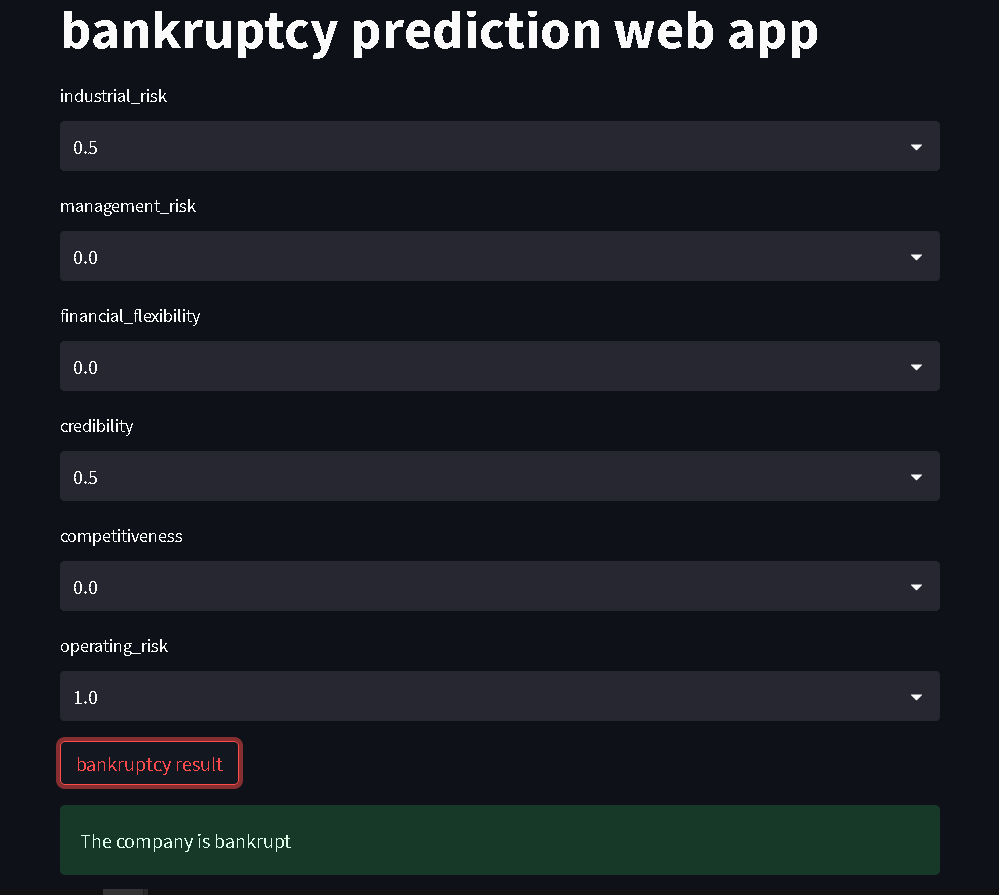 bankruptcy prediction web app
industrial_risk
0.5
management_risk
0.0
financial_flexibility
0.0
credibility
0.5
competitiveness
0.0
operating_risk
1.0
bankruptcy result
The company is bankrupt